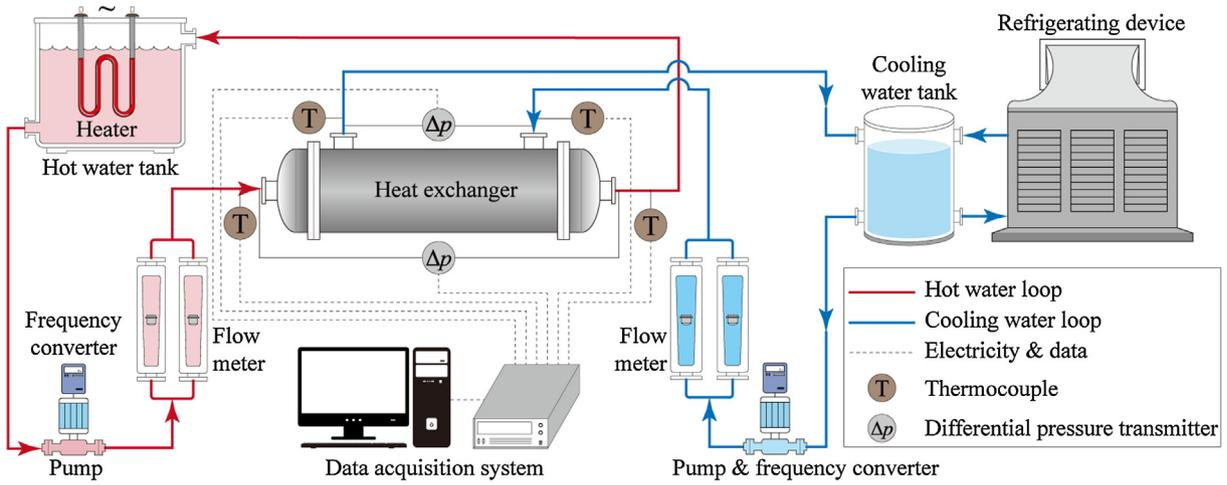 ~
Refrigerating device
Cooling
water tank
Heater
Hot water tank
T
Δp
T
Heat exchanger
T
T
Δp
Frequency
converter
Flow
meter
Flow
meter
Pump
Data acquisition system
Pump & frequency converter
Hot water loop
Cooling water loop
Electricity & data
T Thermocouple
Δp Differential pressure transmitter